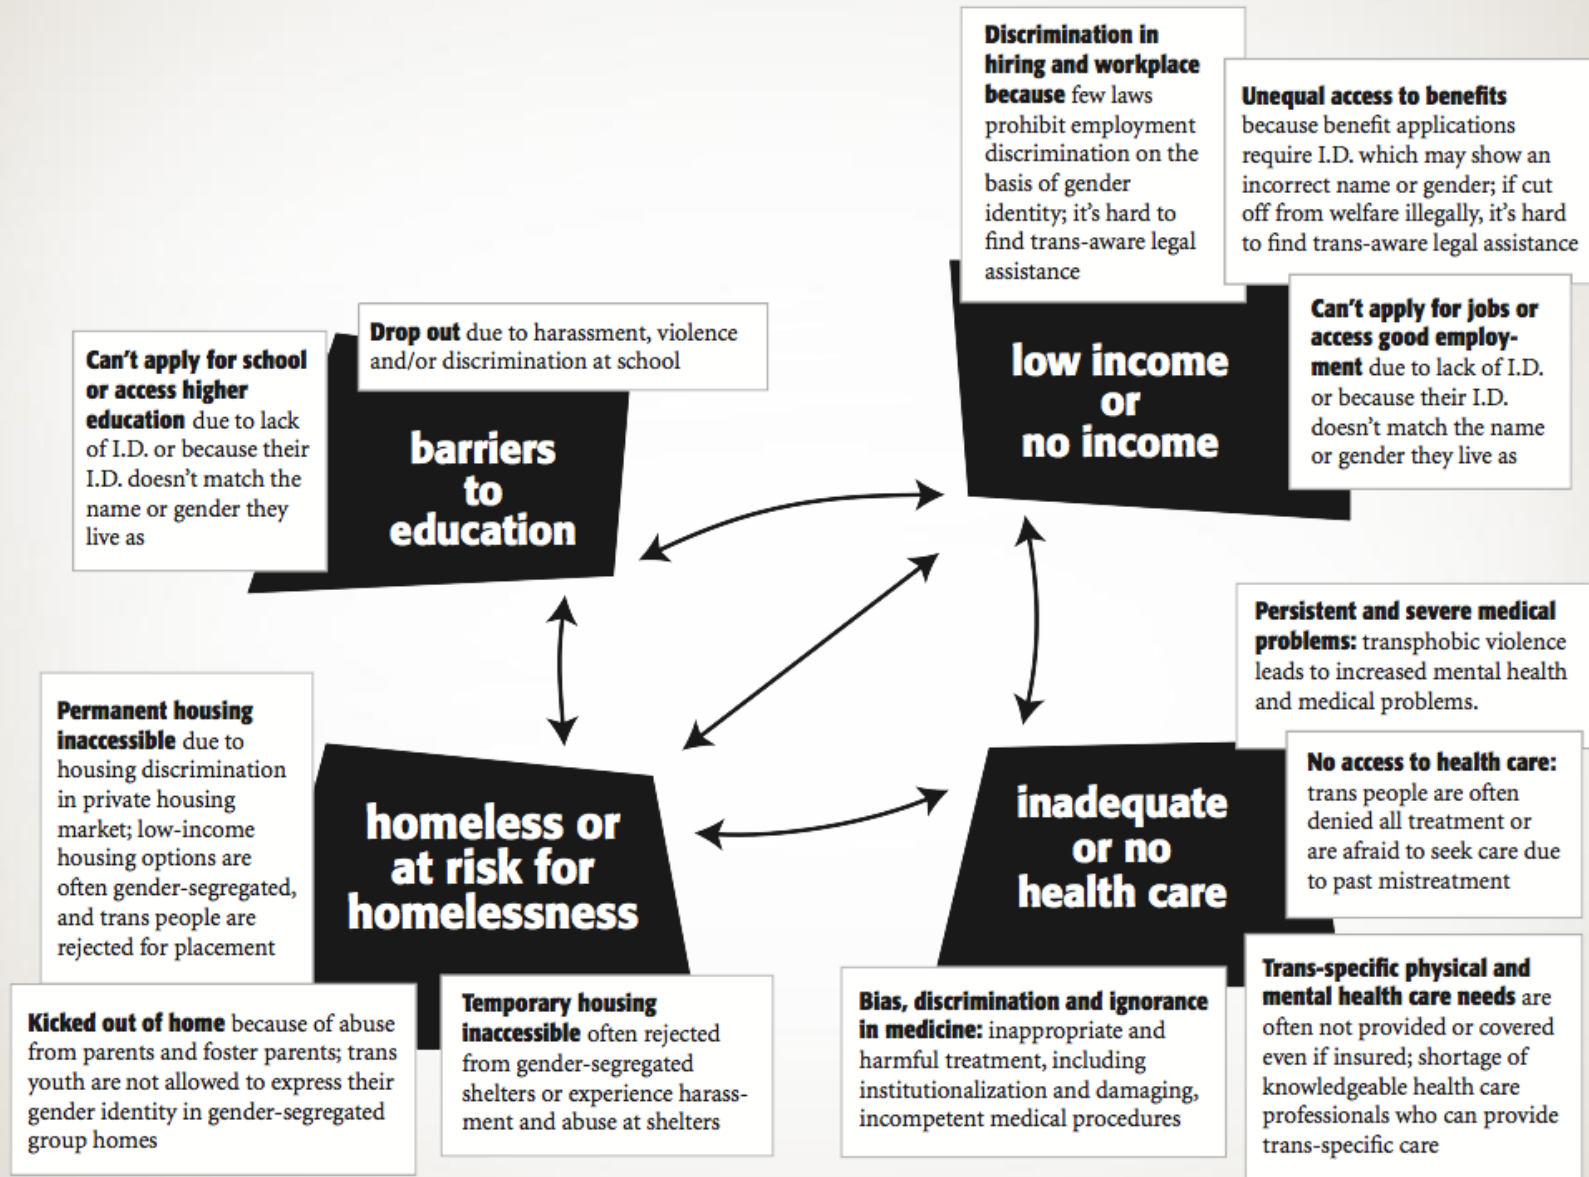 Discrimination in
hiring and workplace
because few laws
prohibit employment
discrimination on the
basis of gender
identity; it's hard to
find trans-aware legal
assistance
Unequal access to benefits
because benefit applications
require I.D. which may show an
incorrect name or gender; if cut
off from welfare illegally, it's hard
to find trans-aware legal assistance
Can't apply for jobs or
access good employ-
ment due to lack of I.D.
or because their I.D.
doesn't match the name
or gender they live as
low income
or
no income
Drop out due to harassment, violence
and/or discrimination at school
Can't apply for school
or access higher
education due to lack
of I.D. or because their
I.D. doesn't match the
name or gender they
live as
barriers
to
education
Persistent and severe medical
problems: transphobic violence
leads to increased mental health
and medical problems.
No access to health care:
trans people are often
denied all treatment or
are afraid to seek care due
to past mistreatment
inadequate
or no
health care
Bias, discrimination and ignorance
in medicine: inappropriate and
harmful treatment, including
institutionalization and damaging,
incompetent medical procedures
Trans-specific physical and
mental health care needs are
often not provided or covered
even if insured; shortage of
knowledgeable health care
professionals who can provide
trans-specific care
Permanent housing
inaccessible due to
housing discrimination
in private housing
market; low-income
housing options are
often gender-segregated,
and trans people are
rejected for placement
homeless or
at risk for
homelessness
Kicked out of home because of abuse
from parents and foster parents; trans
youth are not allowed to express their
gender identity in gender-segregated
group homes
Temporary housing
inaccessible often rejected
from gender-segregated
shelters or experience harass-
ment and abuse at shelters